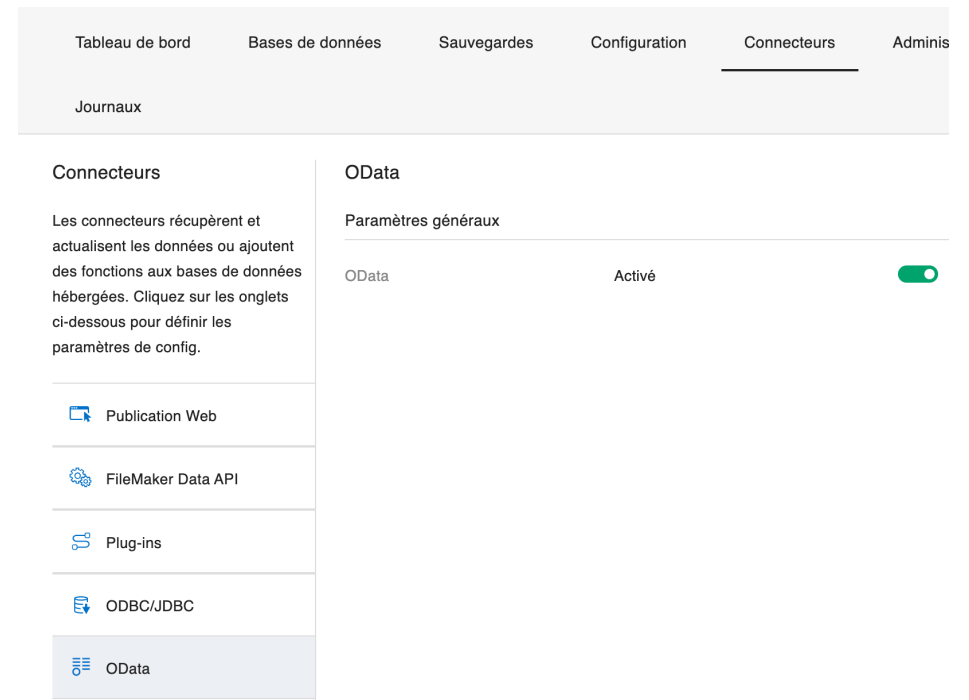 Tableau de bord
Bases de données
Sauvegardes
Configuration
Connecteurs
Adminis
Journaux
Connecteurs
Les connecteurs récupèrent et
actualisent les données ou ajoutent
des fonctions aux bases de données
hébergées. Cliquez sur les onglets
ci-dessous pour définir les
paramètres de config.
Publication Web
FileMaker Data API
Plug-ins
ODBC/JDBC
OData
OData
Paramètres généraux
OData
Activé